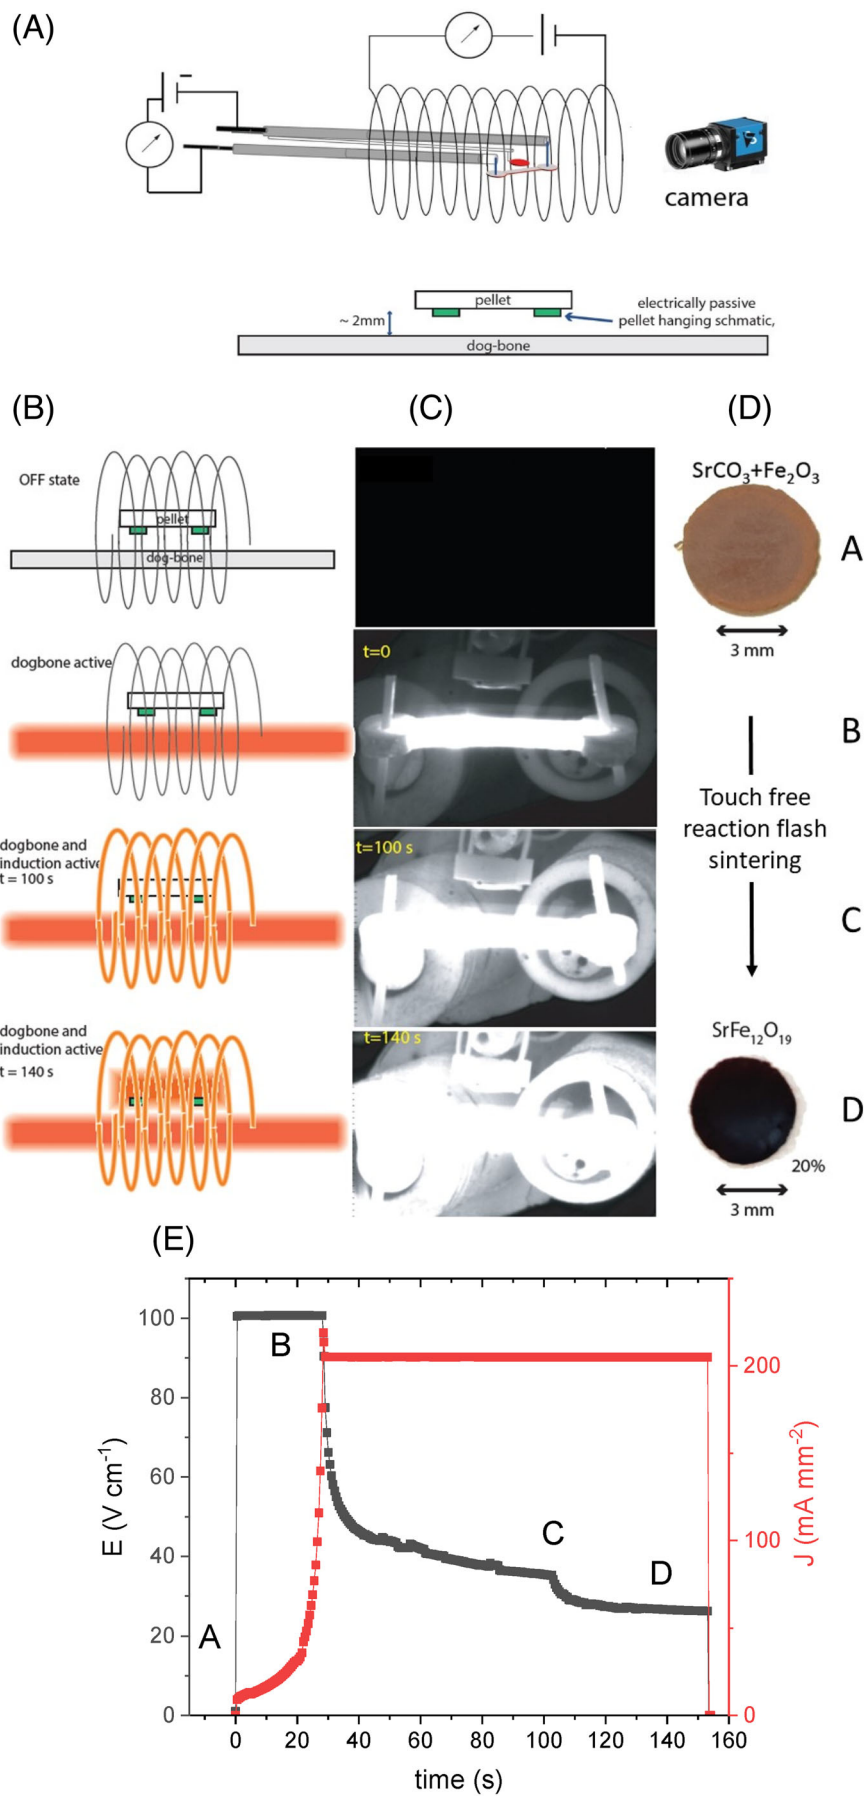 (A)
camera
pellet
electrically passive
pellet hanging schmatic,
~ 2mm
dog-bone
(B)
(C)
(D)
OFF state
pellet
dog-bone
SrCO3+Fe2O3
A
3 mm
dogbone active
t=0
B
Touch free
reaction flash
sintering
dogbone and
induction active
t = 100 s
t=100 s
C
dogbone and
induction active
t = 140 s
t=140 s
SrFe12O19
D
20%
3 mm
(E)
E (V cm-1)
J (mA mm-2)
100
80
60
40
20
0
200
100
0
A
B
C
D
0 20 40 60 80 100 120 140 160
time (s)